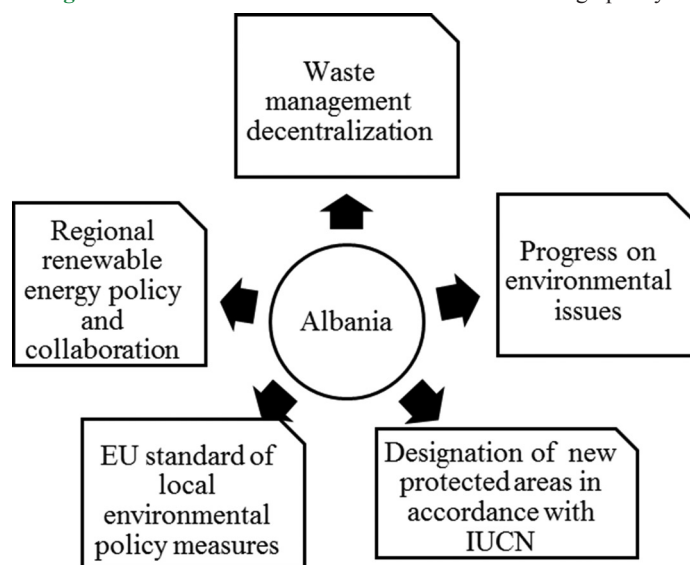 Waste
management
decentralization
Regional
renewable
energy policy
and
collaboration
Albania
Progress on
environmental
issues
EU standard of
local
environmental
policy measures
Designation of new
protected areas in
accordance with
IUCN